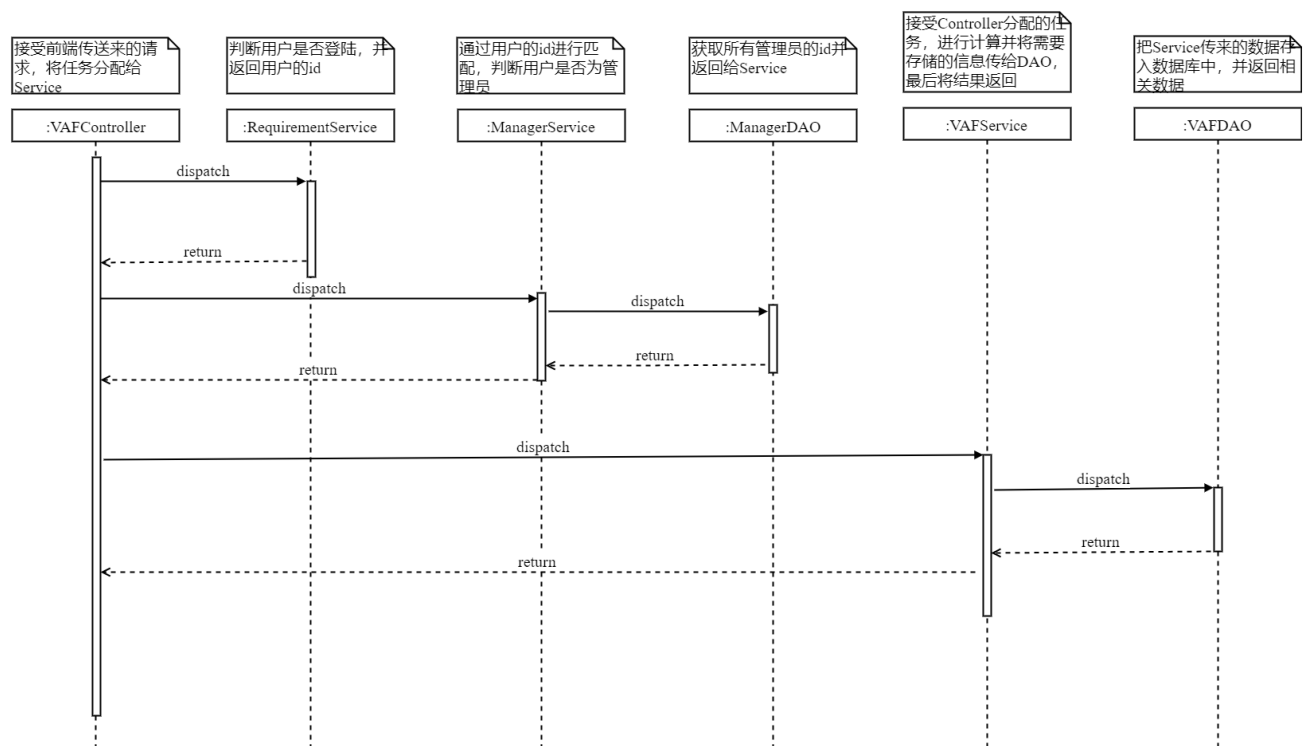 接受前端传送来的请
求，将任务分配给
Service
判断用户是否登陆，并
返回用户的id
通过用户的id进行匹
配，判断用户是否为管
理员
获取所有管理员的id并
返回给Service
接受Controller分配的任
务，进行计算并将需要
存储的信息传给DAO，
最后将结果返回
把Service传来的数据存
入数据库中，并返回相
关数据
:VAFController
:RequirementService
:ManagerService
:ManagerDAO
:VAFService
:VAFDAO
dispatch
return
dispatch
dispatch
return
return
dispatch
dispatch
return
return